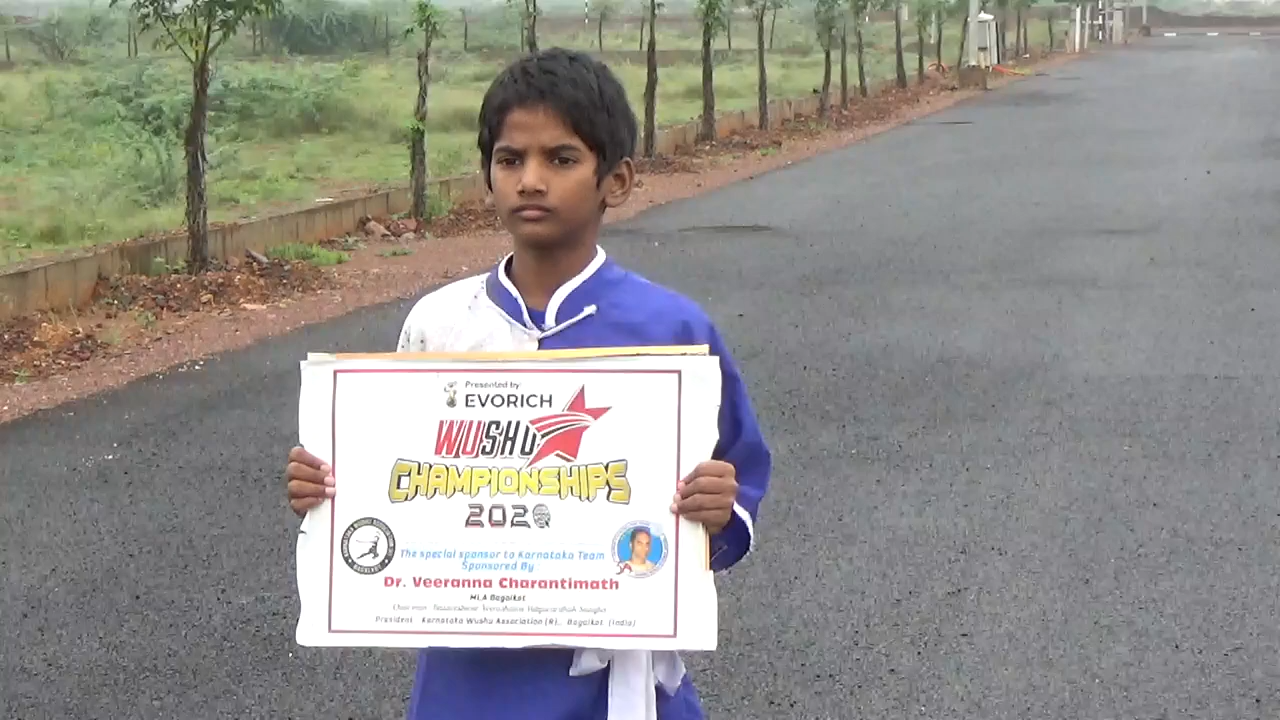 Presented by:
EVORICH
WUSHU
CHAMPIONSHIPS
2020
The special sponsor to Karnataka Team
Sponsored By
Dr. Veeranna Charantimath
MLA Bagalkot
Chairman
President Karnataka Wushu Association (R)., Bagalkot (India)